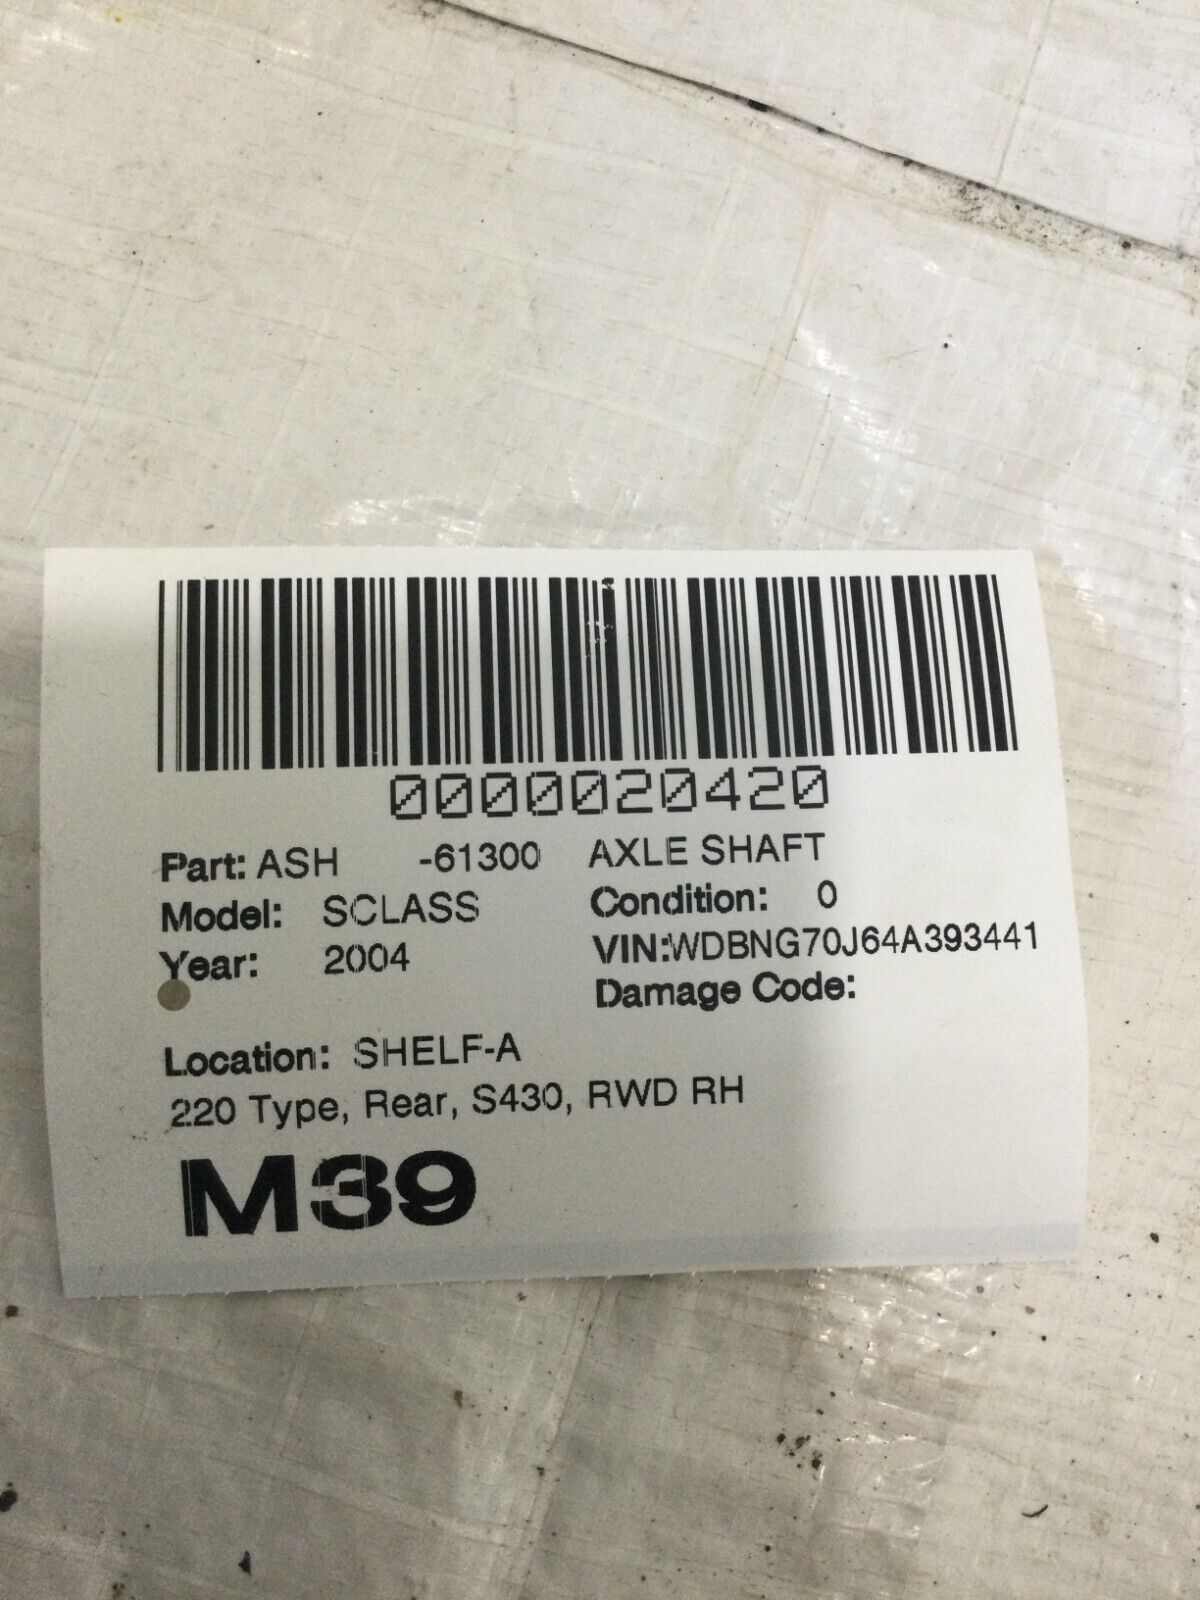 0000020420
Part: ASH -61300 AXLE SHAFT
Model: SCLASS Condition: 0
Year: 2004 VIN:WDBNG70J64A393441
Damage Code:
Location: SHELF-A
220 Type, Rear, S430, RWD RH
M39